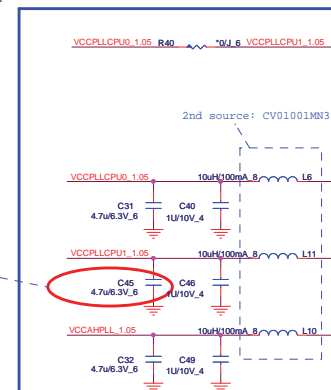 VCCPLLCPU0_1.05 R40 *0/J_6 VCCPLLCPU1_1.05
2nd source: CV01001MN3
VCCPLLCPU0_1.05 10uH/100mA_8 L6
C31 C40
4.7u/6.3V_6 1U/10V_4
VCCPLLCPU1_1.05 10uH/100mA_8 L11
C45 C46
4.7u/6.3V_6 1U/10V_4
VCCAHPLL_1.05 10uH/100mA_8 L10
C32 C49
4.7u/6.3V_6 1U/10V_4